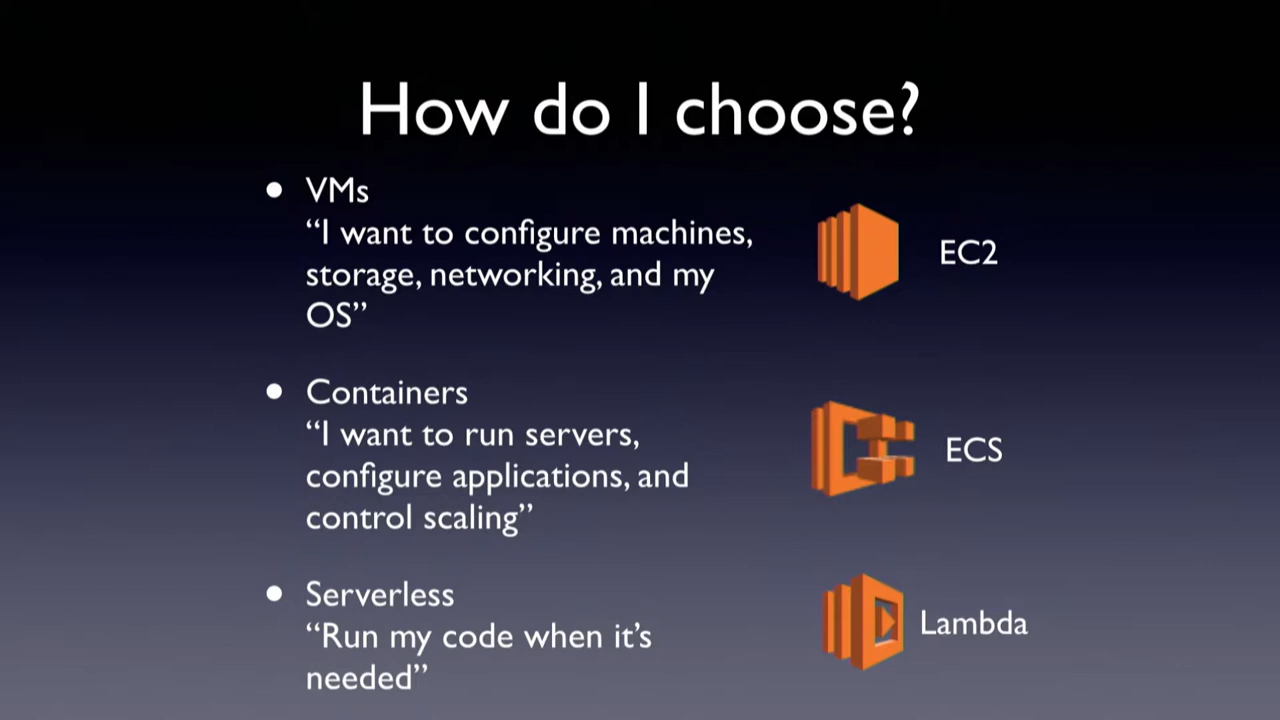 How do I choose?
• VMs
“I want to configure machines,
storage, networking, and my
OS”
EC2
• Containers
“I want to run servers,
configure applications, and
control scaling”
ECS
• Serverless
“Run my code when it’s
needed”
Lambda